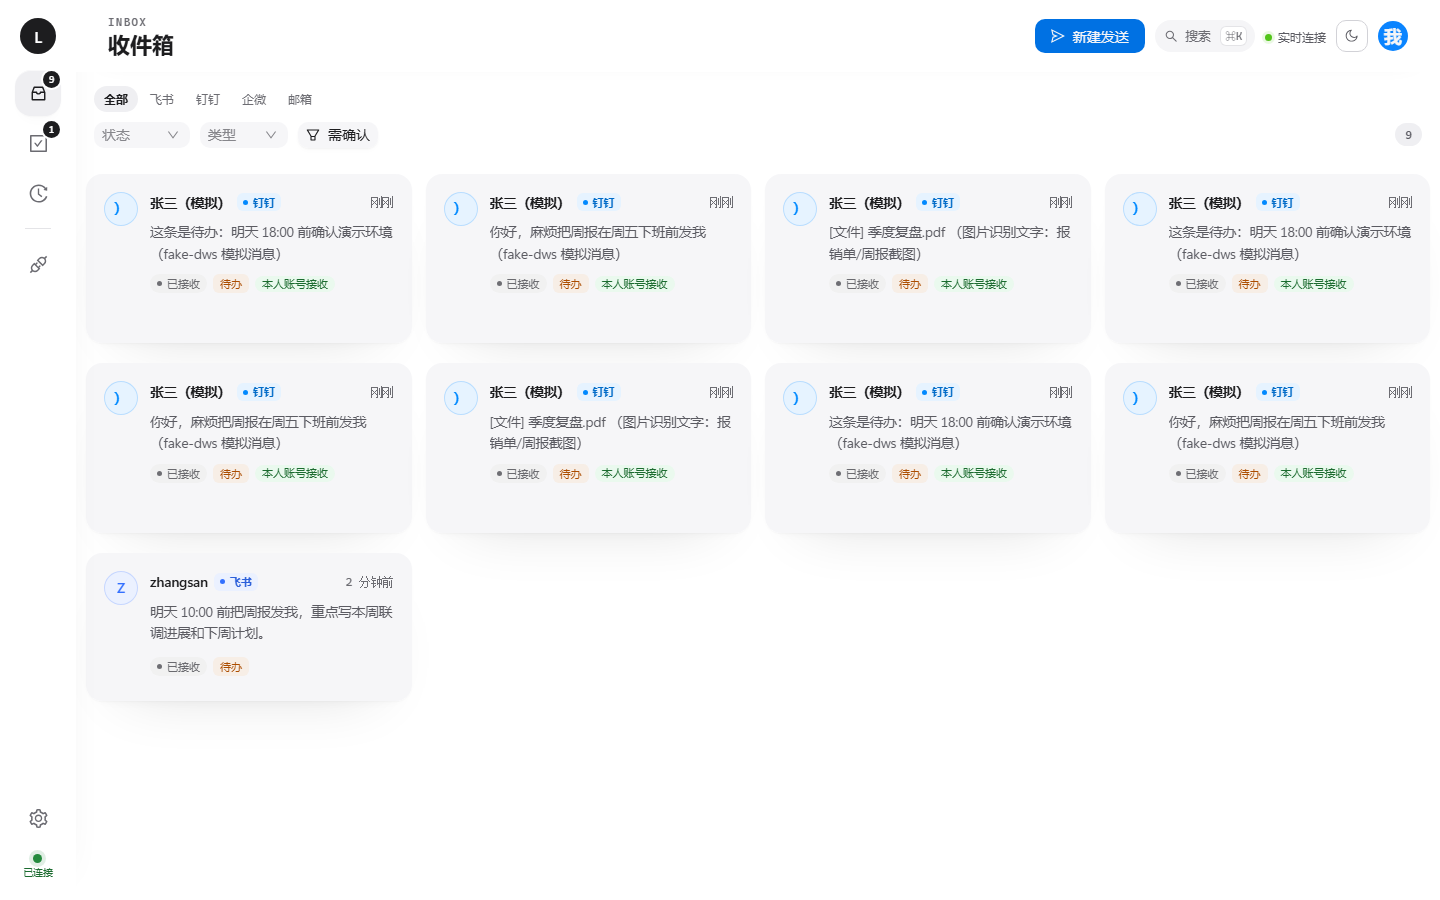 L
INBOX
收件箱
新建发送
搜索 ⌘K
实时连接
我
9
1
全部 飞书 钉钉 企微 邮箱
状态 类型 需确认
9
) 张三（模拟） 钉钉 刚刚
这条是待办：明天 18:00 前确认演示环境
（fake-dws 模拟消息）
已接收 待办 本人账号接收
) 张三（模拟） 钉钉 刚刚
你好，麻烦把周报在周五下班前发我
（fake-dws 模拟消息）
已接收 待办 本人账号接收
) 张三（模拟） 钉钉 刚刚
[文件] 季度复盘.pdf （图片识别文字：报
销单/周报截图）
已接收 待办 本人账号接收
) 张三（模拟） 钉钉 刚刚
这条是待办：明天 18:00 前确认演示环境
（fake-dws 模拟消息）
已接收 待办 本人账号接收
) 张三（模拟） 钉钉 刚刚
你好，麻烦把周报在周五下班前发我
（fake-dws 模拟消息）
已接收 待办 本人账号接收
) 张三（模拟） 钉钉 刚刚
[文件] 季度复盘.pdf （图片识别文字：报
销单/周报截图）
已接收 待办 本人账号接收
) 张三（模拟） 钉钉 刚刚
这条是待办：明天 18:00 前确认演示环境
（fake-dws 模拟消息）
已接收 待办 本人账号接收
) 张三（模拟） 钉钉 刚刚
你好，麻烦把周报在周五下班前发我
（fake-dws 模拟消息）
已接收 待办 本人账号接收
Z zhangsan 飞书 2 分钟前
明天 10:00 前把周报发我，重点写本周联
调进展和下周计划。
已接收 待办
已连接